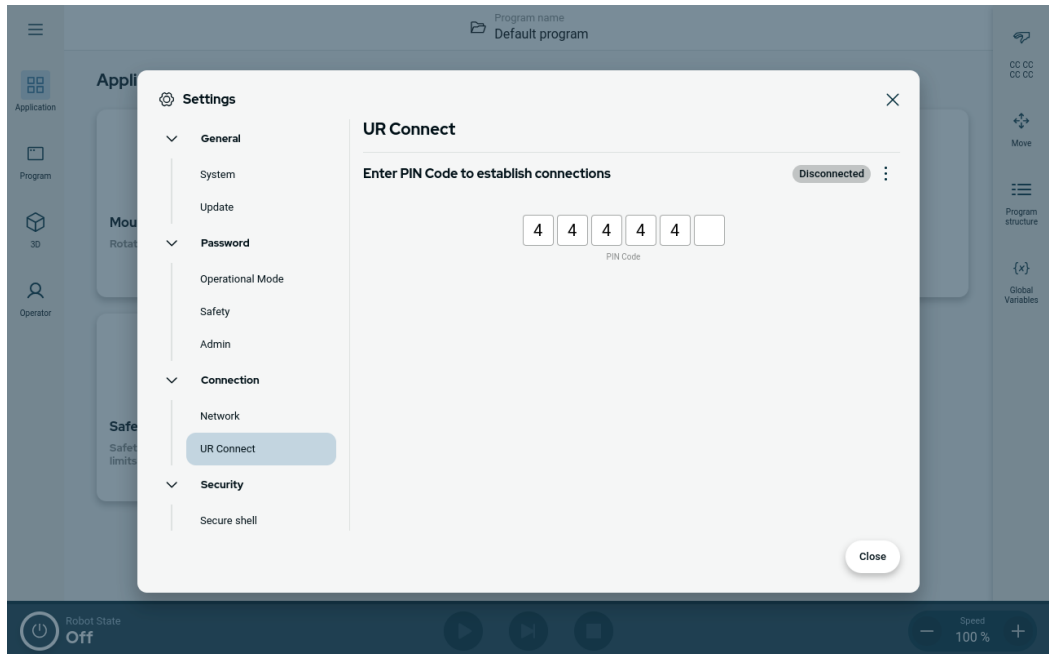 Program name
Default program
Application
Program
3D
Operator
Appli
Mou
Rotat
Safe
Safet
limits
Settings
General
System
Update
Password
Operational Mode
Safety
Admin
Connection
Network
UR Connect
Security
Secure shell
UR Connect
Enter PIN Code to establish connections
Disconnected
4 4 4 4 4
PIN Code
Close
CC CC
CC CC
Move
Program
structure
{x}
Global
Variables
Robot State
Off
Speed
100 %